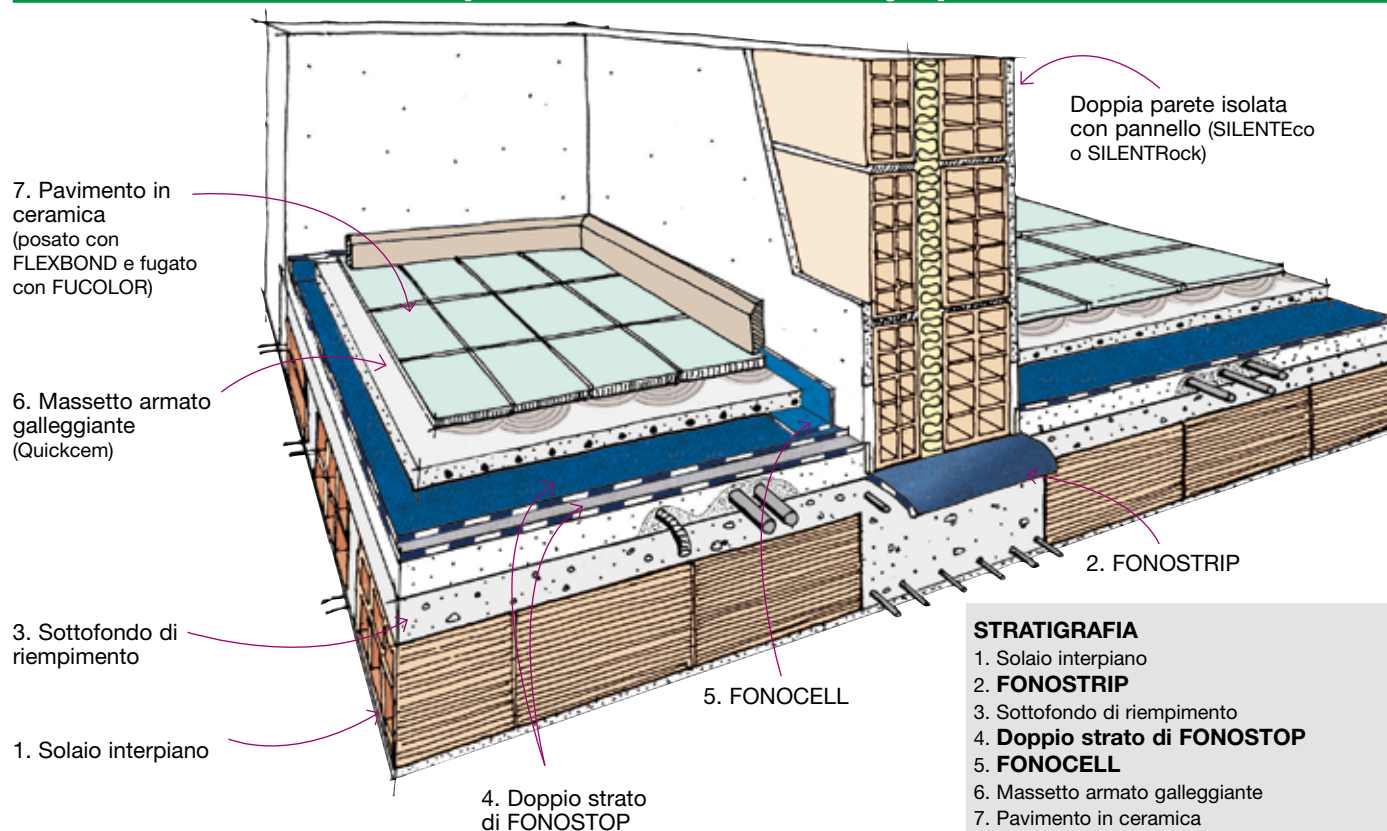 Doppia parete isolata
con pannello (SILENTEco
o SILENTRock)
7. Pavimento in
ceramica
(posato con
FLEXBOND e fugato
con FUCOLOR)
6. Massetto armato
galleggiante
(Quickcem)
2. FONOSTRIP
3. Sottofondo di
riempimento
5. FONOCELL
1. Solaio interpiano
4. Doppio strato
di FONOSTOP
STRATIGRAFIA
1. Solaio interpiano
2. FONOSTRIP
3. Sottofondo di riempimento
4. Doppio strato di FONOSTOP
5. FONOCELL
6. Massetto armato galleggiante
7. Pavimento in ceramica